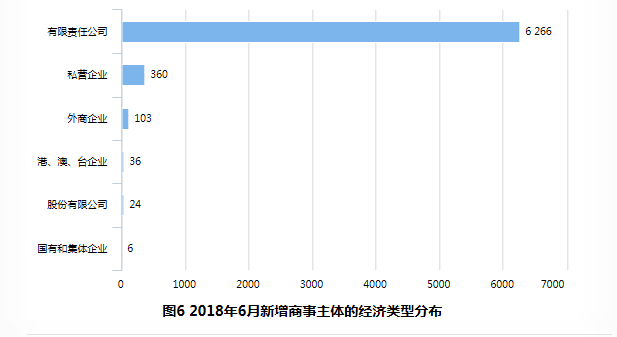 有限责任公司 6 266
私营企业 360
外商企业 103
港、澳、台企业 36
股份有限公司 24
国有和集体企业 6
0 1000 2000 3000 4000 5000 6000 7000
图6 2018年6月新增商事主体的经济类型分布